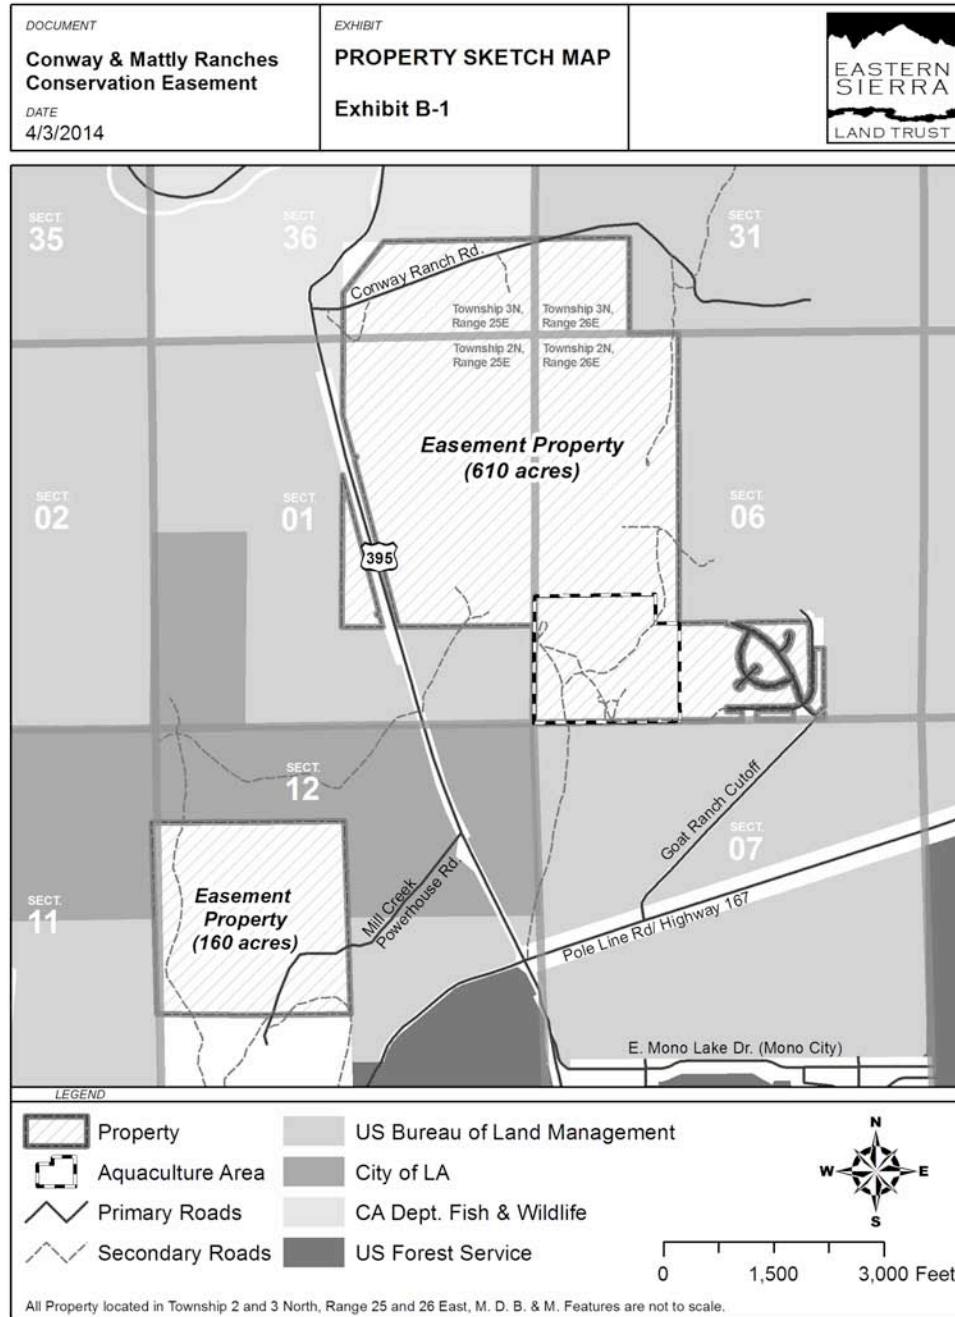 DOCUMENT
Conway & Mattly Ranches
Conservation Easement
DATE
4/3/2014
EXHIBIT
PROPERTY SKETCH MAP
Exhibit B-1
EASTERN
SIERRA
LAND TRUST
SECT.
35
SECT.
36
SECT.
31
Conway Ranch Rd.
Township 3N,
Range 25E
Township 3N,
Range 26E
Township 2N,
Range 25E
Township 2N,
Range 26E
Easement Property
(610 acres)
SECT.
02
SECT.
01
SECT.
06
395
SECT.
12
Goat Ranch Cutoff
SECT.
07
SECT.
11
Easement
Property
(160 acres)
Mill Creek
Powerhouse Rd.
Pole Line Rd/ Highway 167
E. Mono Lake Dr. (Mono City)
LEGEND
Property
Aquaculture Area
Primary Roads
Secondary Roads
US Bureau of Land Management
City of LA
CA Dept. Fish & Wildlife
US Forest Service
N
W
E
S
0 1,500 3,000 Feet
All Property located in Township 2 and 3 North, Range 25 and 26 East, M. D. B. & M. Features are not to scale.